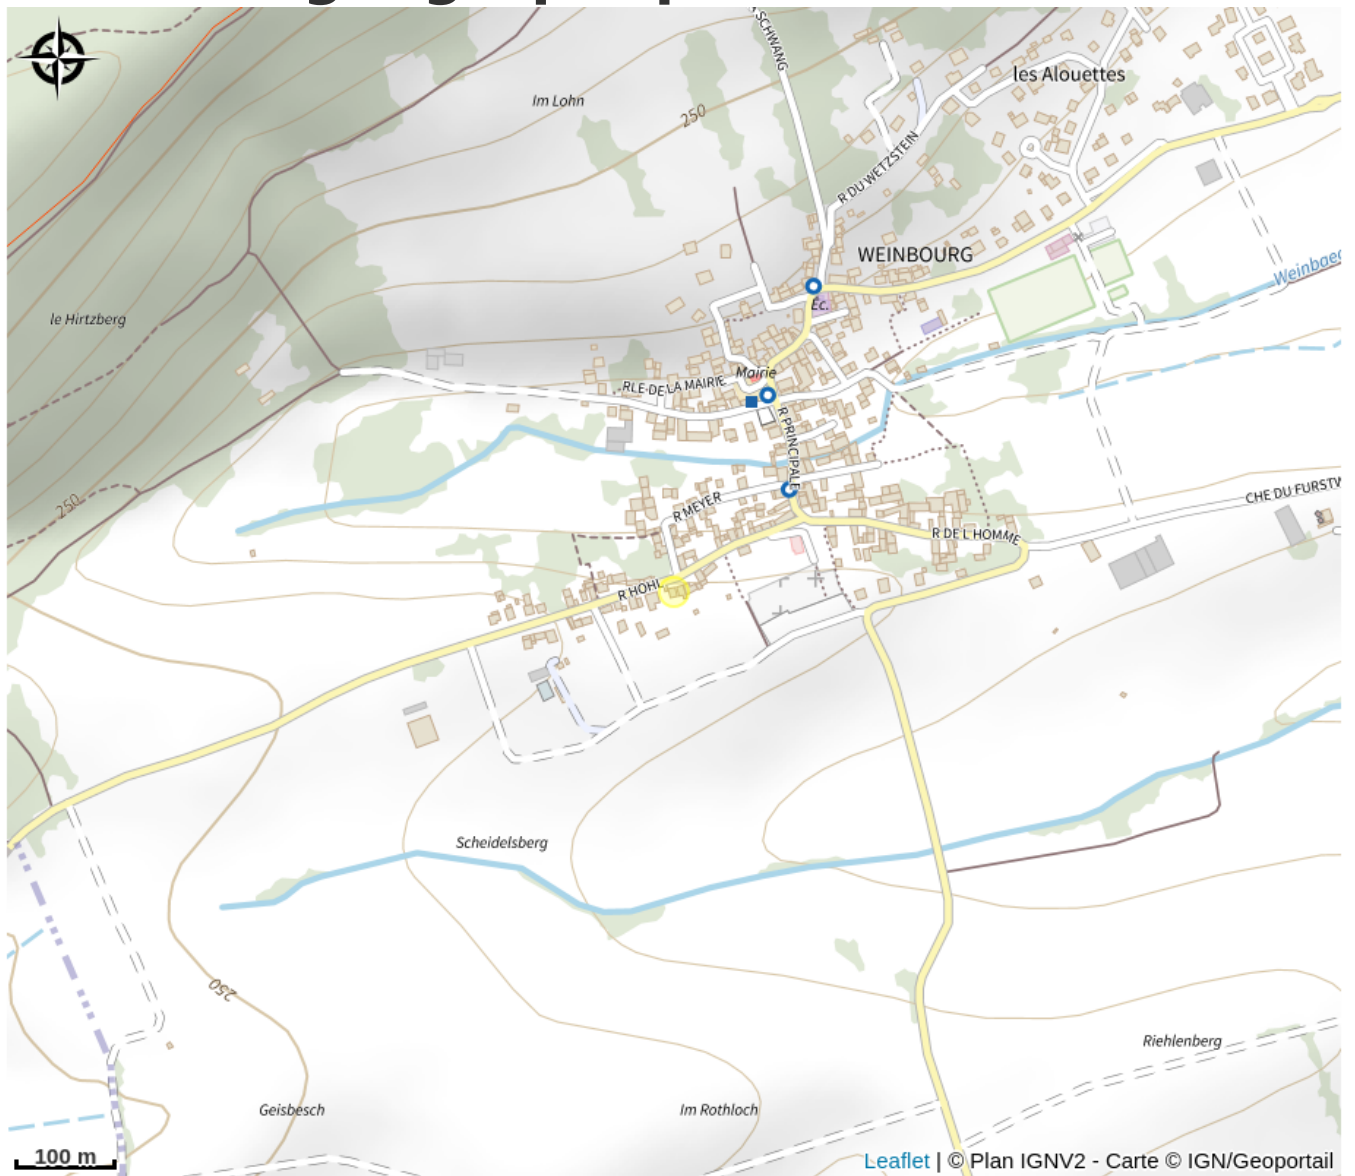 SCHWANG
les Alouettes
Im Lohn
250
R DU WETZSTEIN
WEINBOURG
Weinbaec
Éc.
le Hirtzberg
Mairie
RLE DE LA MAIRIE
R PRINCIPALE
250
R MEYER
CHE DU FURSTW
R DE L HOMME
R HOHL
Scheidelsberg
250
Riehlenberg
Geisbesch
Im Rothloch
100 m
Leaflet | © Plan IGNV2 - Carte © IGN/Geoportail